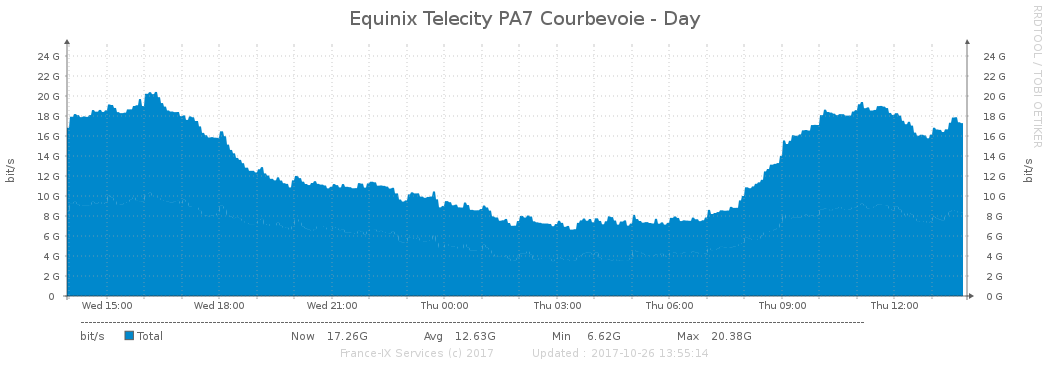 Equinix Telecity PA7 Courbevoie - Day
RRDTOOL / TOBI OETIKER
bit/s
24 G
22 G
20 G
18 G
16 G
14 G
12 G
10 G
8 G
6 G
4 G
2 G
0
24 G
22 G
20 G
18 G
16 G
14 G
12 G
10 G
8 G
6 G
4 G
2 G
0 G
bit/s
Wed 15:00 Wed 18:00 Wed 21:00 Thu 00:00 Thu 03:00 Thu 06:00 Thu 09:00 Thu 12:00
bit/s Total Now 17.26G Avg 12.63G Min 6.62G Max 20.38G
France-IX Services (c) 2017 Updated : 2017-10-26 13:55:14